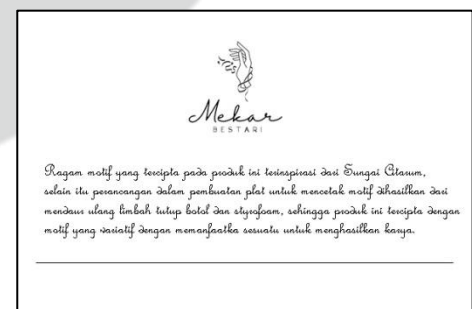 Mekar
BESTARI
Ragam motif yang tercipta pada produk ini terinspirasi dari Sungai Citarum,
selain itu perancangan dalam pembuatan plat untuk mencetak motif dihasilkan dari
mendaur ulang limbah tutup botol dan styrofoam, sehingga produk ini tercipta dengan
motif yang variatif dengan memanfaatka sesuatu untuk menghasilkan karya.